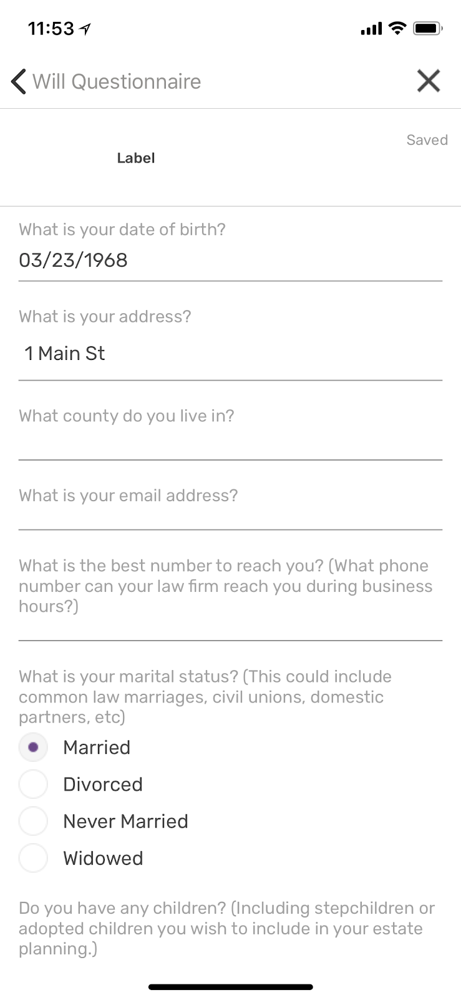 11:53
Will Questionnaire
Saved
Label
What is your date of birth?
03/23/1968
What is your address?
1 Main St
What county do you live in?
What is your email address?
What is the best number to reach you? (What phone
number can your law firm reach you during business
hours?)
What is your marital status? (This could include
common law marriages, civil unions, domestic
partners, etc)
Married
Divorced
Never Married
Widowed
Do you have any children? (Including stepchildren or
adopted children you wish to include in your estate
planning.)